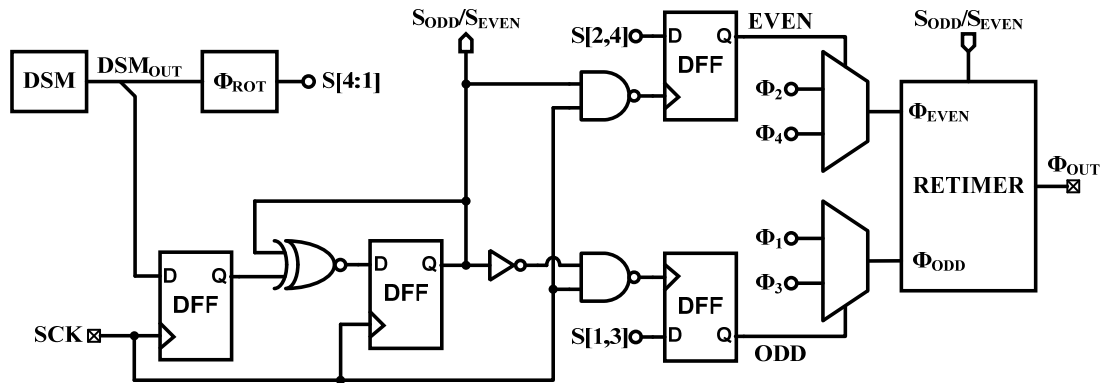 S_ODD/S_EVEN
S[2,4]
D
Q
DFF
EVEN
S_ODD/S_EVEN
DSM
DSM_OUT
Φ_ROT
S[4:1]
Φ_2
Φ_4
Φ_EVEN
RETIMER
Φ_OUT
Φ_ODD
D
Q
DFF
D
Q
DFF
SCK
DFF
D
Q
S[1,3]
ODD
Φ_1
Φ_3